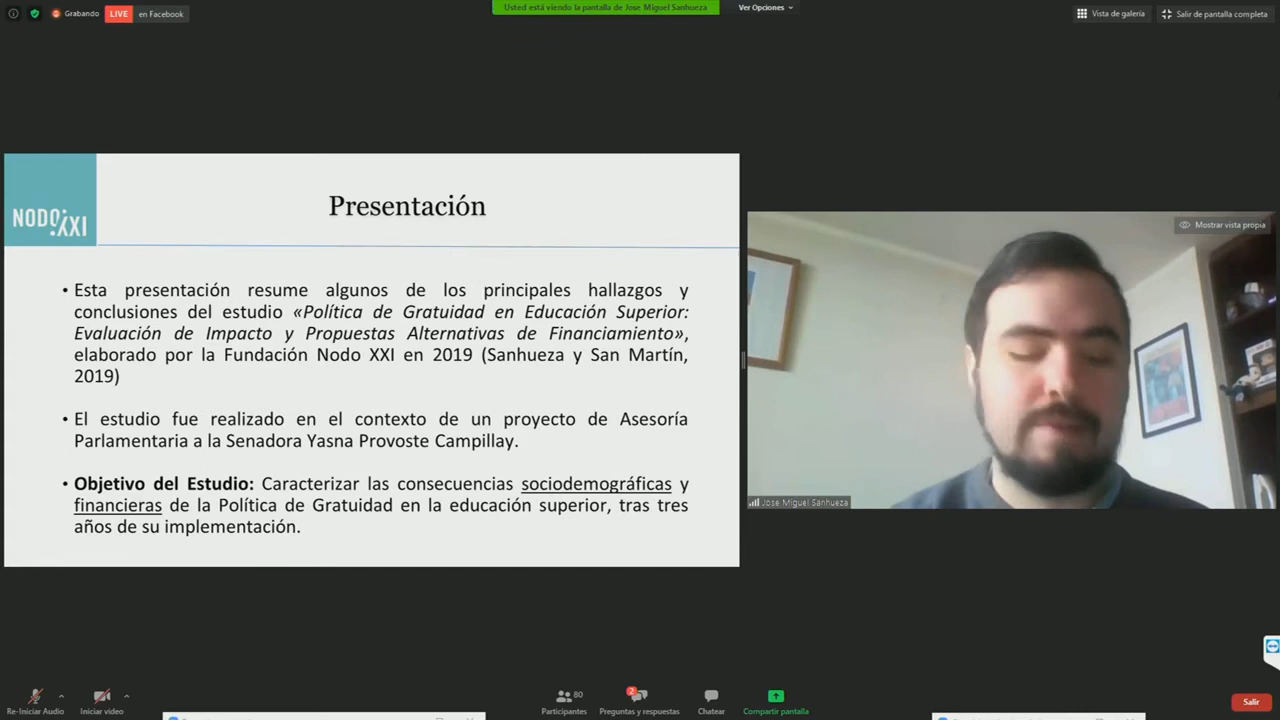 Grabando LIVE en Facebook
Usted está viendo la pantalla de Jose Miguel Sanhueza
Ver Opciones
Vista de galería
Salir de pantalla completa
NODO XXI
Presentación
• Esta presentación resume algunos de los principales hallazgos y
conclusiones del estudio «Política de Gratuidad en Educación Superior:
Evaluación de Impacto y Propuestas Alternativas de Financiamiento»,
elaborado por la Fundación Nodo XXI en 2019 (Sanhueza y San Martín,
2019)
• El estudio fue realizado en el contexto de un proyecto de Asesoría
Parlamentaria a la Senadora Yasna Provoste Campillay.
• Objetivo del Estudio: Caracterizar las consecuencias sociodemográficas y
financieras de la Política de Gratuidad en la educación superior, tras tres
años de su implementación.
Mostrar vista propia
Jose Miguel Sanhueza
Re-Iniciar Audio
Iniciar video
80
Participantes
2
Preguntas y respuestas
Chatear
Compartir pantalla
Salir